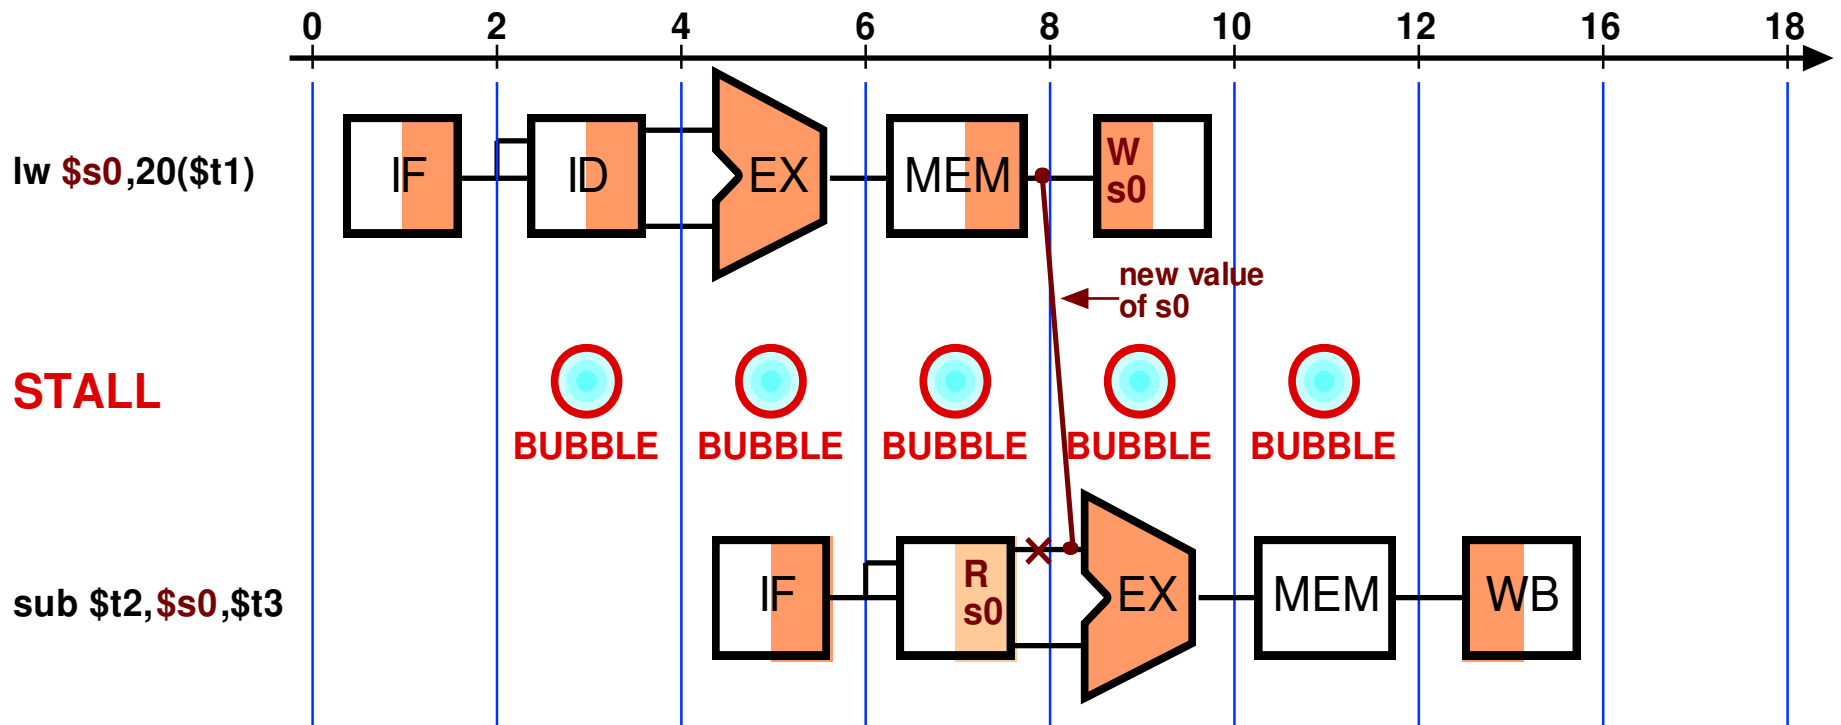 0 2 4 6 8 10 12 16 18
lw $s0,20($t1)
IF ID EX MEM W
s0
new value
of s0
STALL
BUBBLE BUBBLE BUBBLE BUBBLE BUBBLE
sub $t2,$s0,$t3
IF R
s0 EX MEM WB